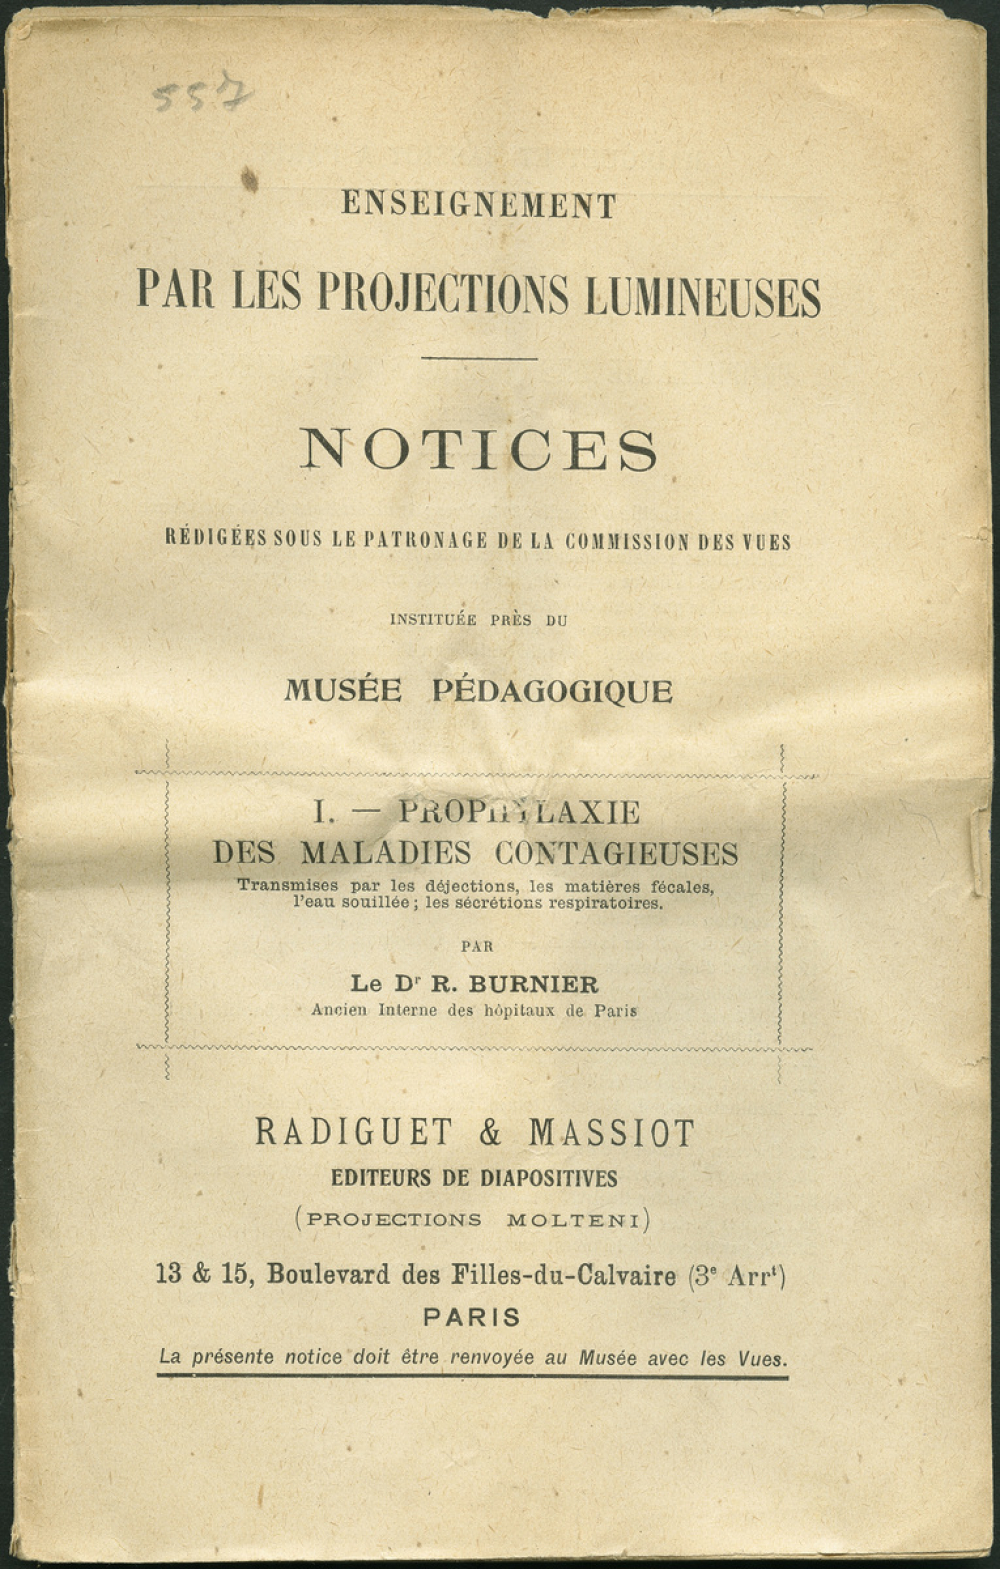 557
ENSEIGNEMENT
PAR LES PROJECTIONS LUMINEUSES
NOTICES
RÉDIGÉES SOUS LE PATRONAGE DE LA COMMISSION DES VUES
INSTITUÉE PRÈS DU
MUSÉE PÉDAGOGIQUE
I. — PROPHYLAXIE
DES MALADIES CONTAGIEUSES
Transmises par les déjections, les matières fécales,
l'eau souillée ; les sécrétions respiratoires.
PAR
Le Dr R. BURNIER
Ancien Interne des hôpitaux de Paris
RADIGUET & MASSIOT
EDITEURS DE DIAPOSITIVES
(PROJECTIONS MOLTENI)
13 & 15, Boulevard des Filles-du-Calvaire (3e Arrt)
PARIS
La présente notice doit être renvoyée au Musée avec les Vues.